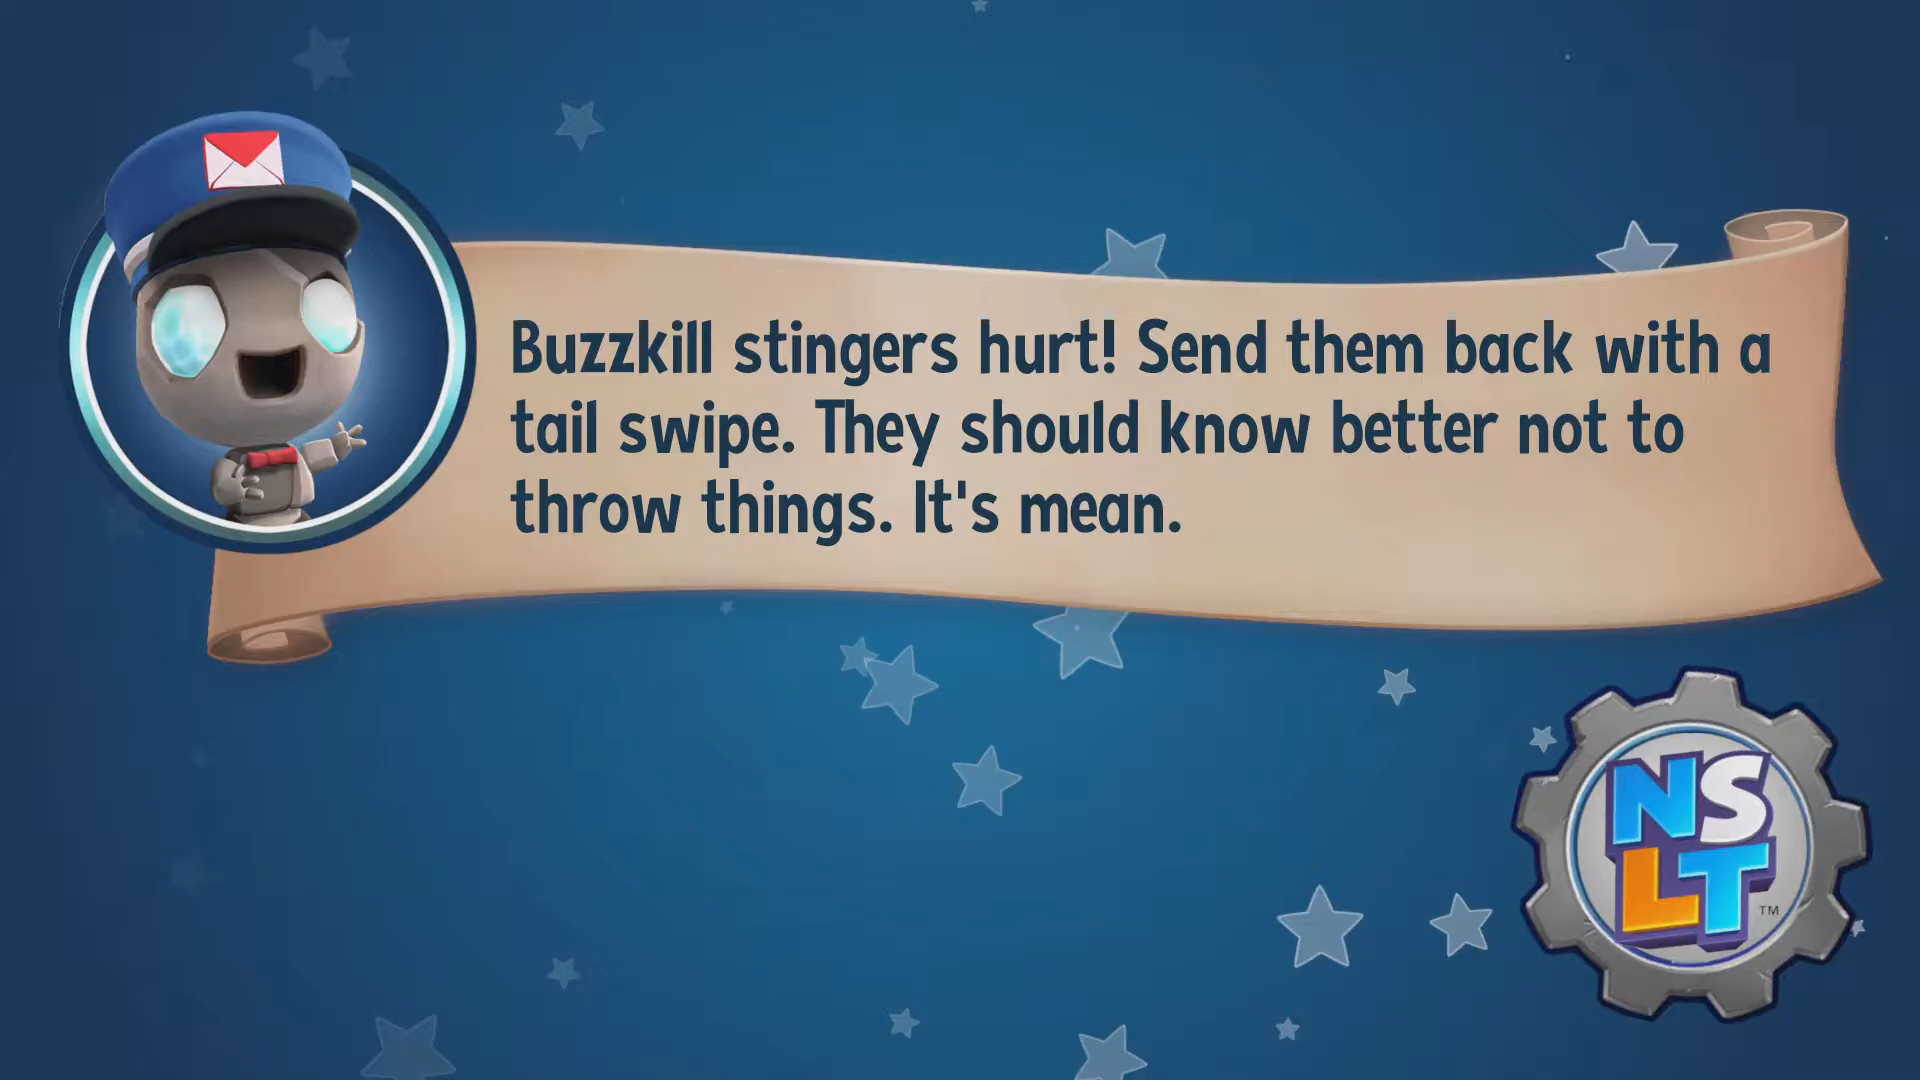 Buzzkill stingers hurt! Send them back with a
tail swipe. They should know better not to
throw things. It's mean.
NS
LT
TM